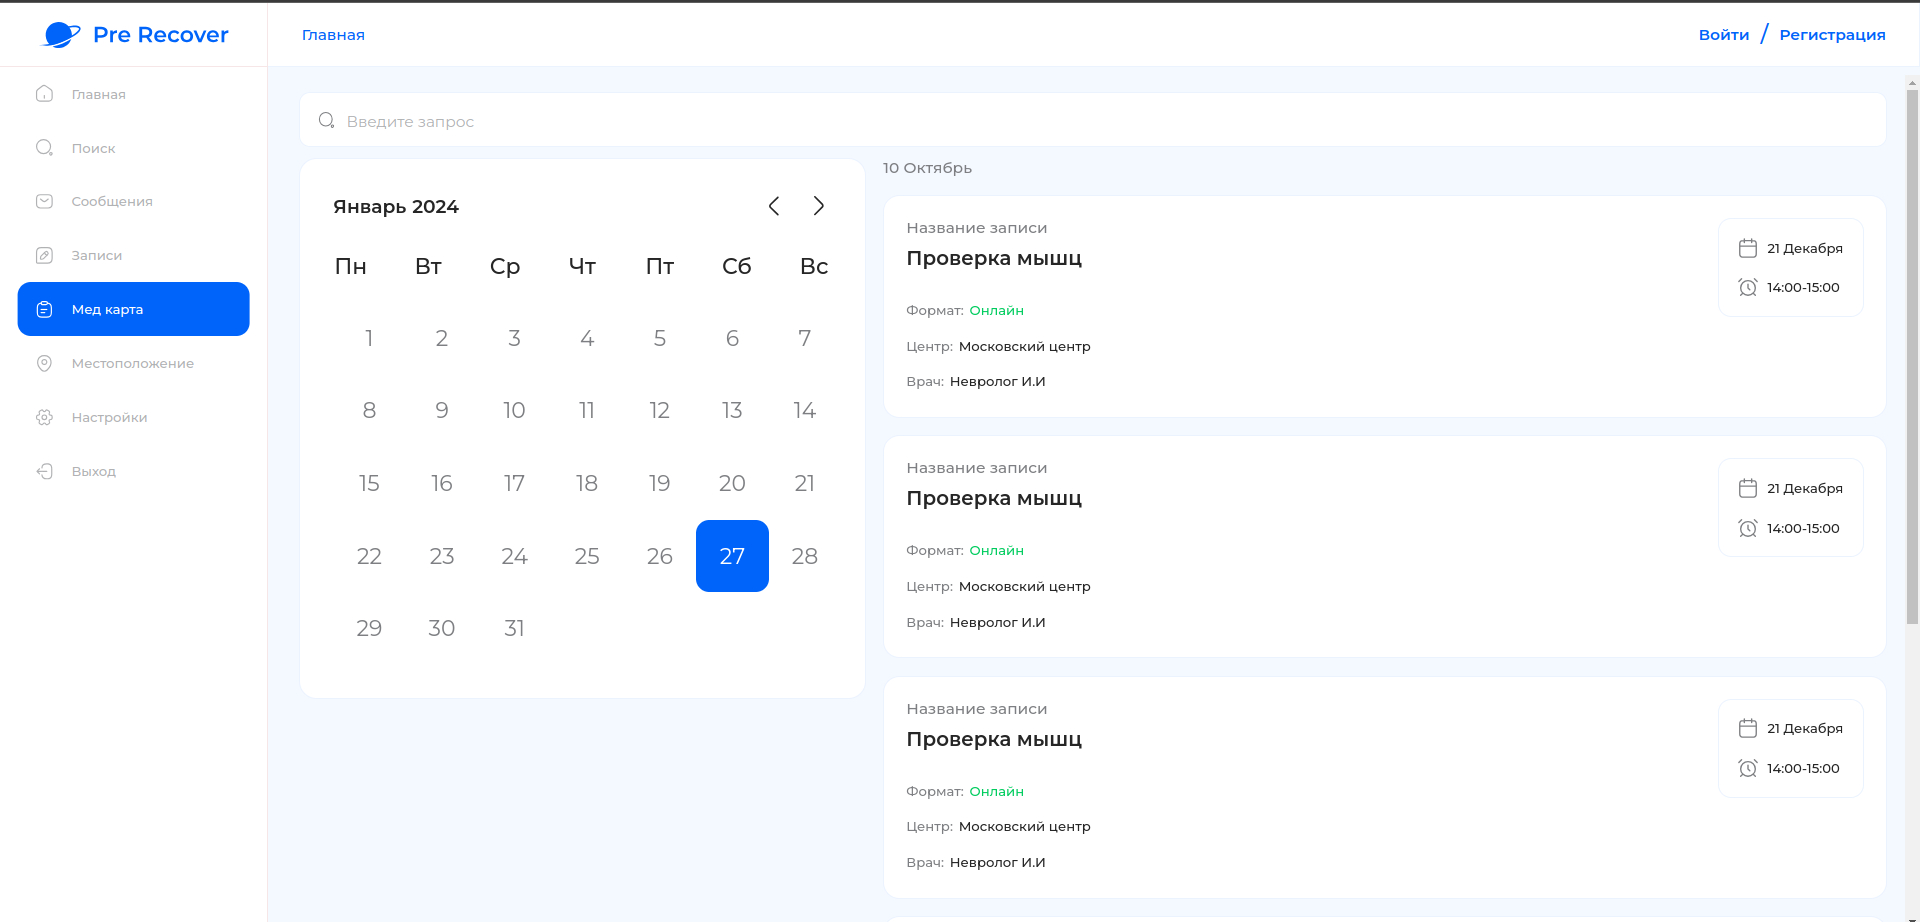 Pre Recover
Главная
Войти / Регистрация
Главная
Поиск
Сообщения
Записи
Мед карта
Местоположение
Настройки
Выход
Введите запрос
Январь 2024
Пн Вт Ср Чт Пт Сб Вс
1 2 3 4 5 6 7
8 9 10 11 12 13 14
15 16 17 18 19 20 21
22 23 24 25 26 27 28
29 30 31
10 Октябрь
Название записи
Проверка мышц
21 Декабря
14:00-15:00
Формат: Онлайн
Центр: Московский центр
Врач: Невролог И.И
Название записи
Проверка мышц
21 Декабря
14:00-15:00
Формат: Онлайн
Центр: Московский центр
Врач: Невролог И.И
Название записи
Проверка мышц
21 Декабря
14:00-15:00
Формат: Онлайн
Центр: Московский центр
Врач: Невролог И.И